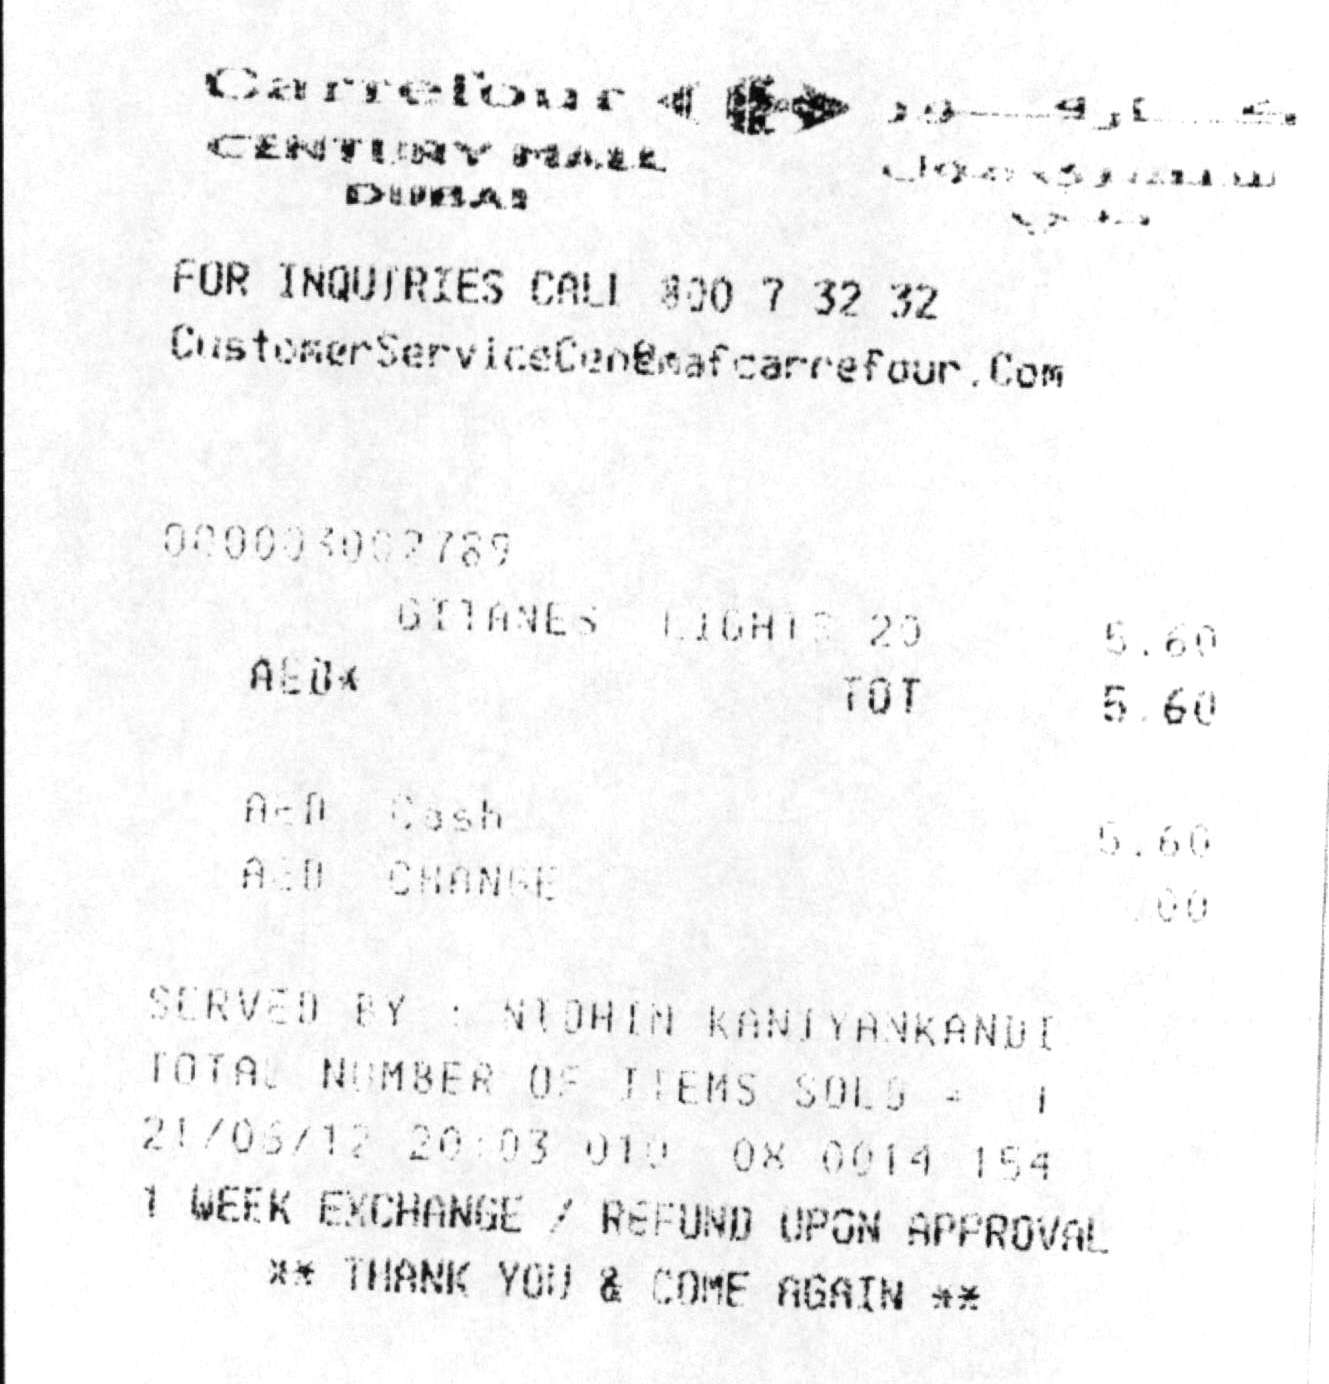 Carrefour كارفور
CENTURY MALL
DUBAI
FOR INQUIRIES CALL 800 7 32 32
CustomerServiceCen@mafcarrefour.Com
000003002789
GITANES LIGHTS 20 5.60
AED* TOT 5.60
AED Cash 5.60
AED CHANGE .00
SERVED BY : NIDHIN KANIYANKANDI
TOTAL NUMBER OF ITEMS SOLD = 1
21/06/12 20:03 010 0X 0014 154
1 WEEK EXCHANGE / REFUND UPON APPROVAL
** THANK YOU & COME AGAIN **